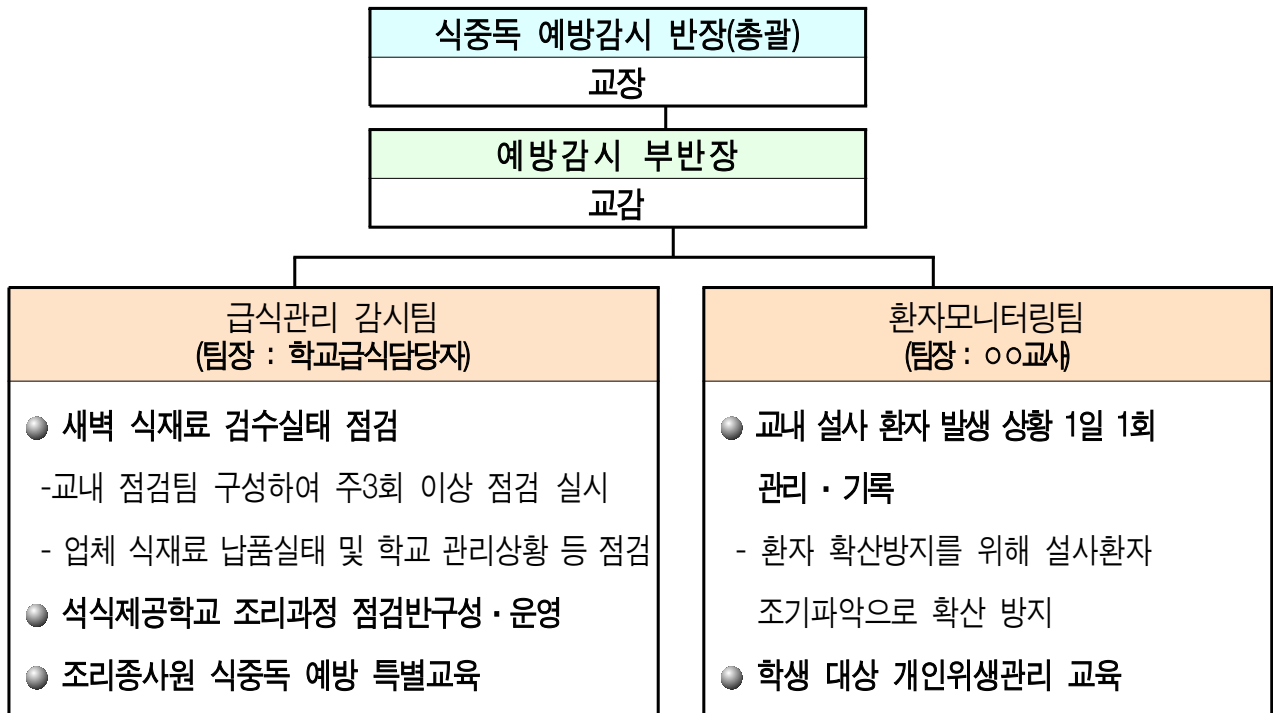 식중독 예방감시 반장(총괄)
교장
예방감시 부반장
교감
급식관리 감시팀
(팀장 : 학교급식담당자)
새벽 식재료 검수실태 점검
-교내 점검팀 구성하여 주3회 이상 점검 실시
- 업체 식재료 납품실태 및 학교 관리상황 등 점검
석식제공학교 조리과정 점검반구성·운영
조리종사원 식중독 예방 특별교육
환자모니터링팀
(팀장 : ○○교사)
교내 설사 환자 발생 상황 1일 1회
관리·기록
- 환자 확산방지를 위해 설사환자
조기파악으로 확산 방지
학생 대상 개인위생관리 교육